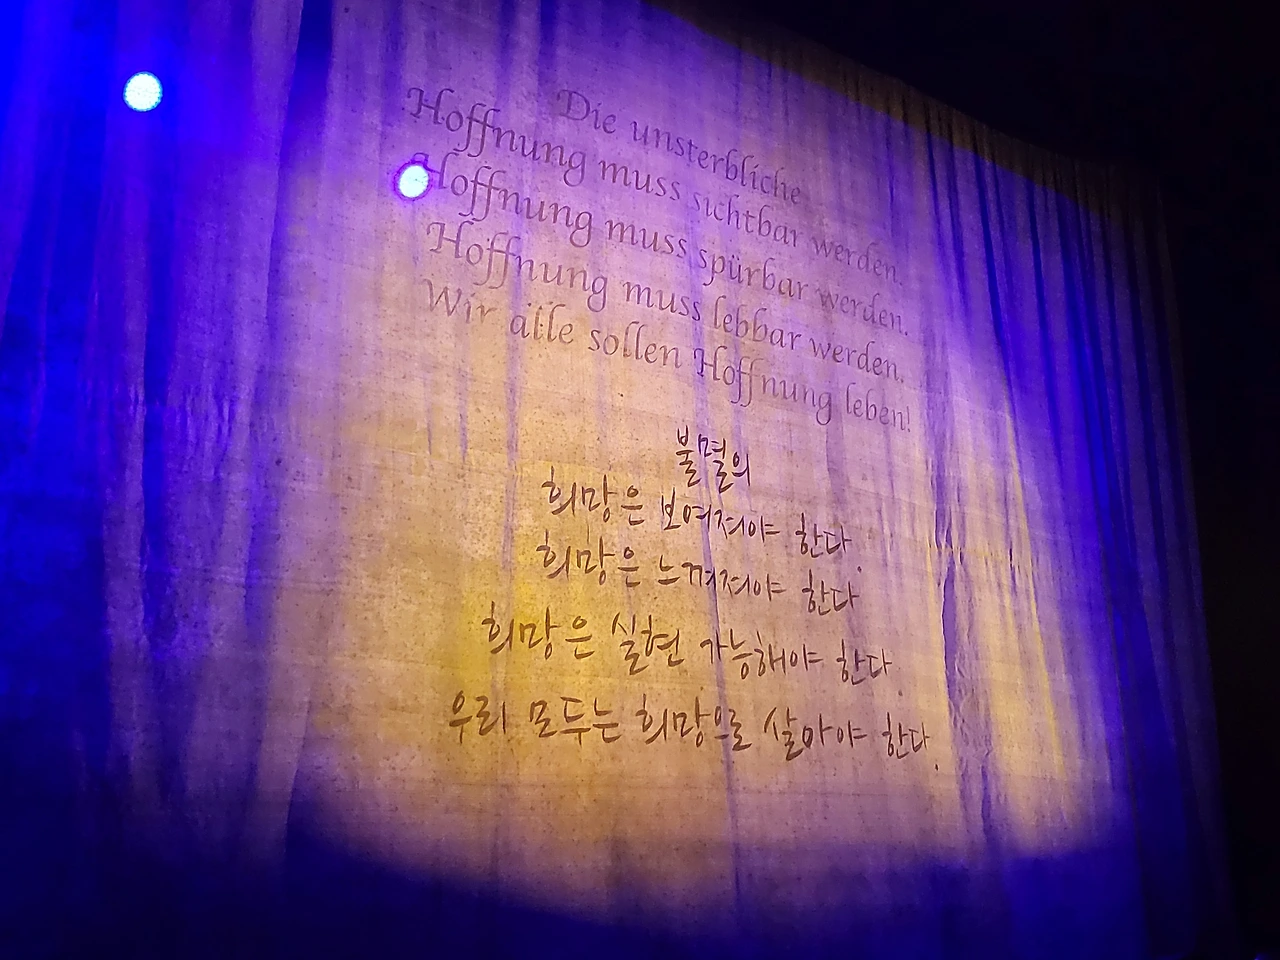 Die unsterbliche
Hoffnung muss sichtbar werden.
Hoffnung muss spürbar werden.
Hoffnung muss lebbar werden.
Wir alle sollen Hoffnung leben!
불멸의
희망은 보여져야 한다.
희망은 느껴져야 한다
희망은 실현 가능해야 한다.
우리 모두는 희망으로 살아야 한다.